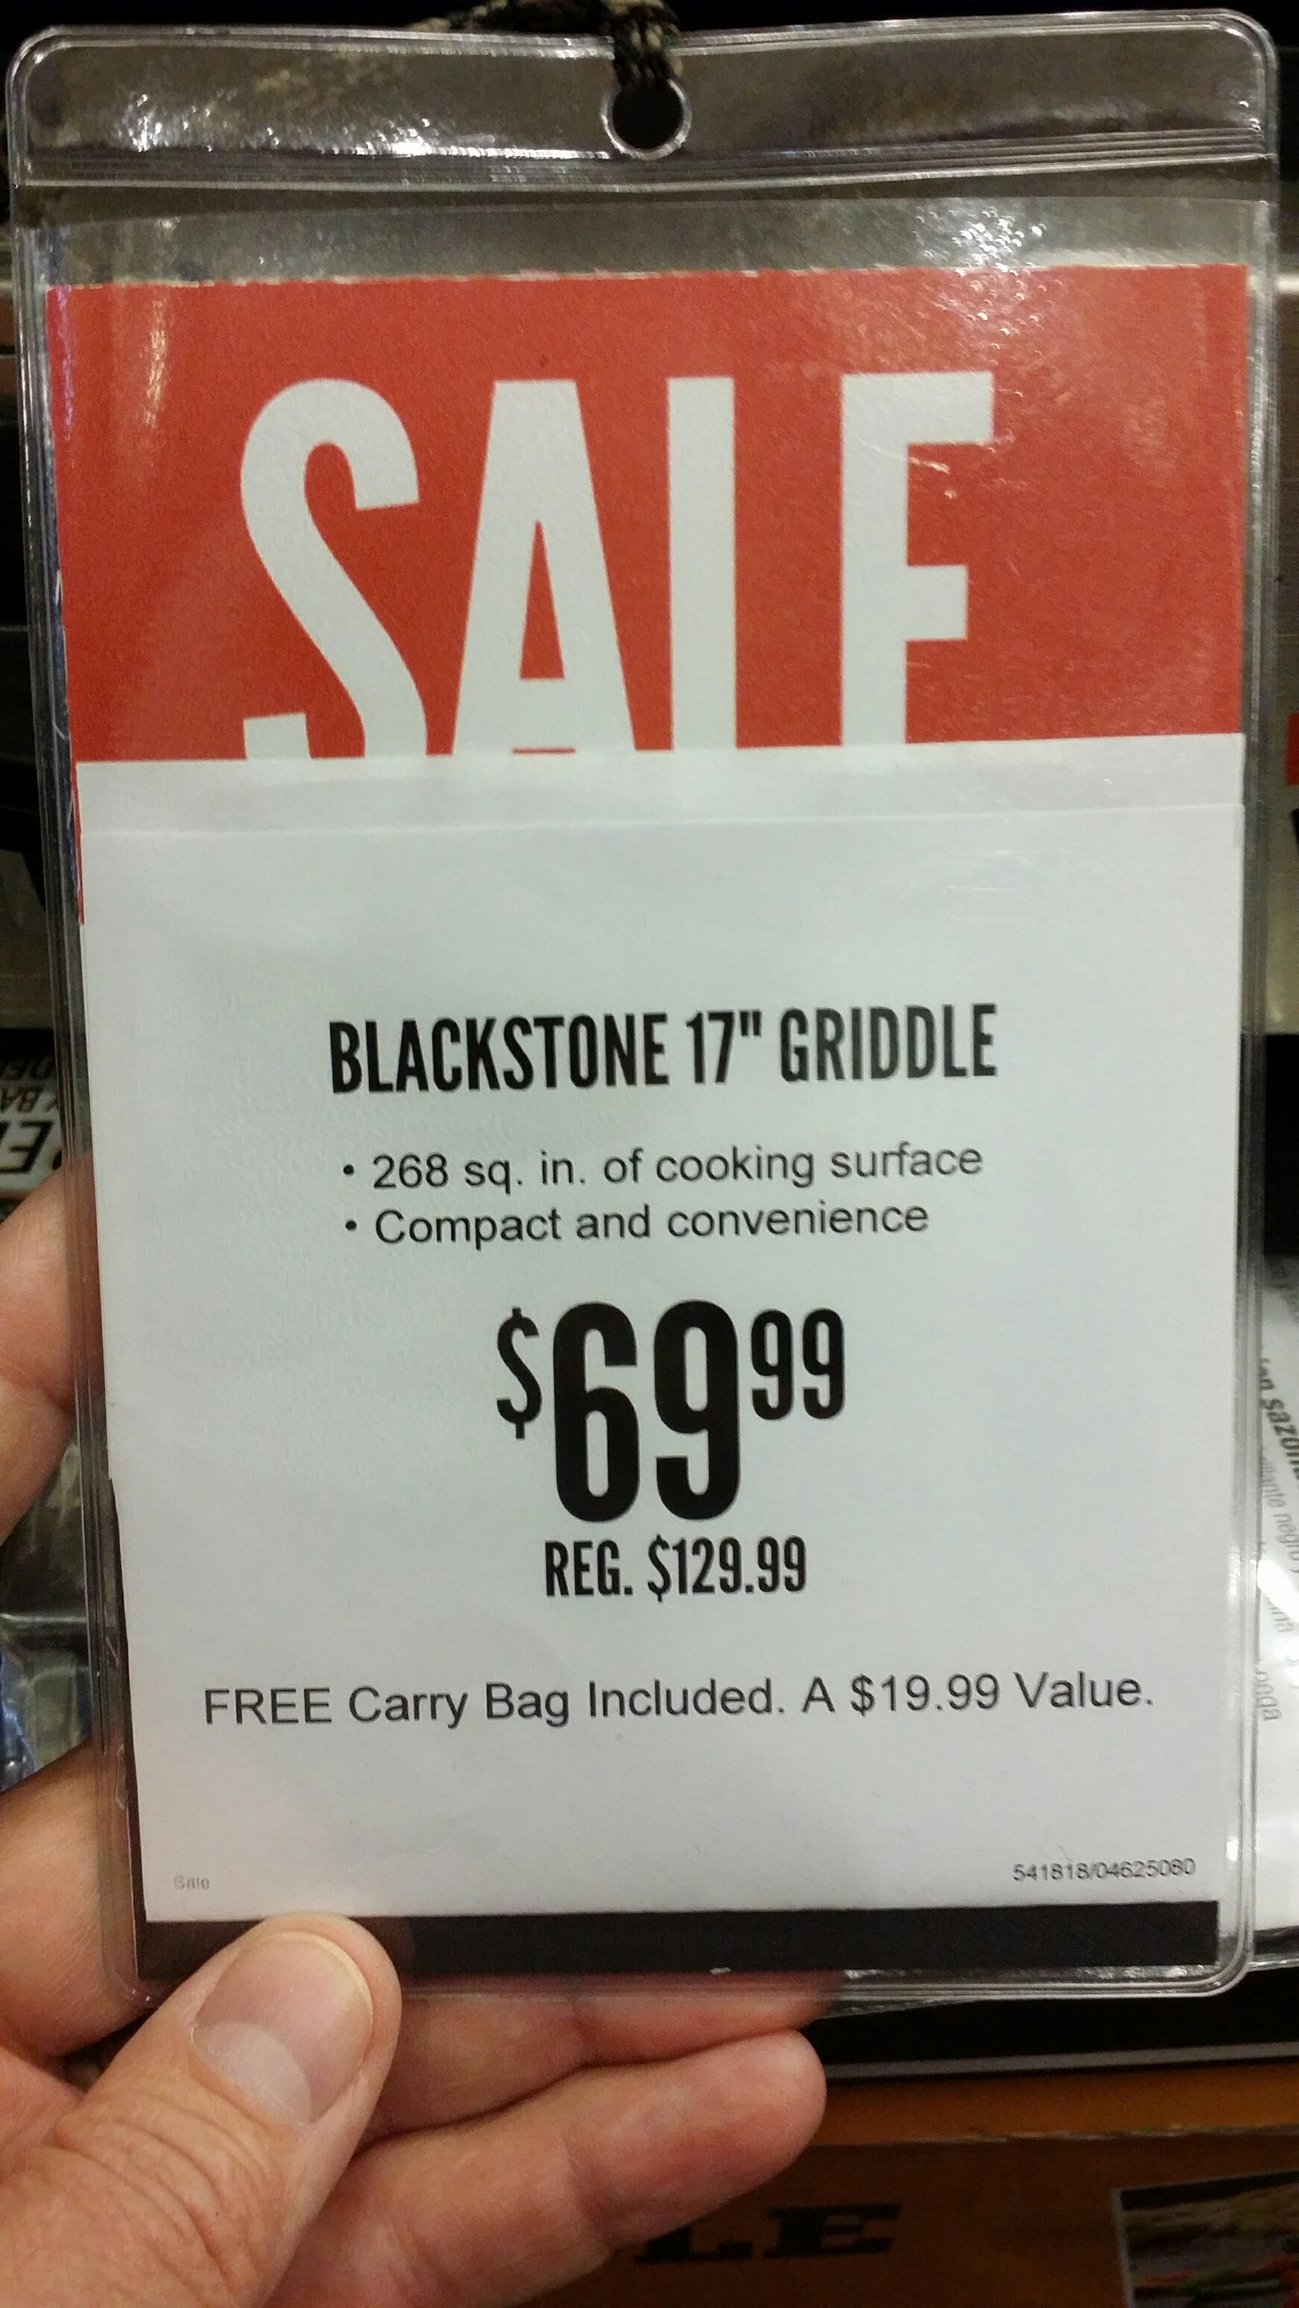 SALE
BLACKSTONE 17" GRIDDLE
• 268 sq. in. of cooking surface
• Compact and convenience
$69 99
REG. $129.99
FREE Carry Bag Included. A $19.99 Value.
Sale
541818/04625080
LE